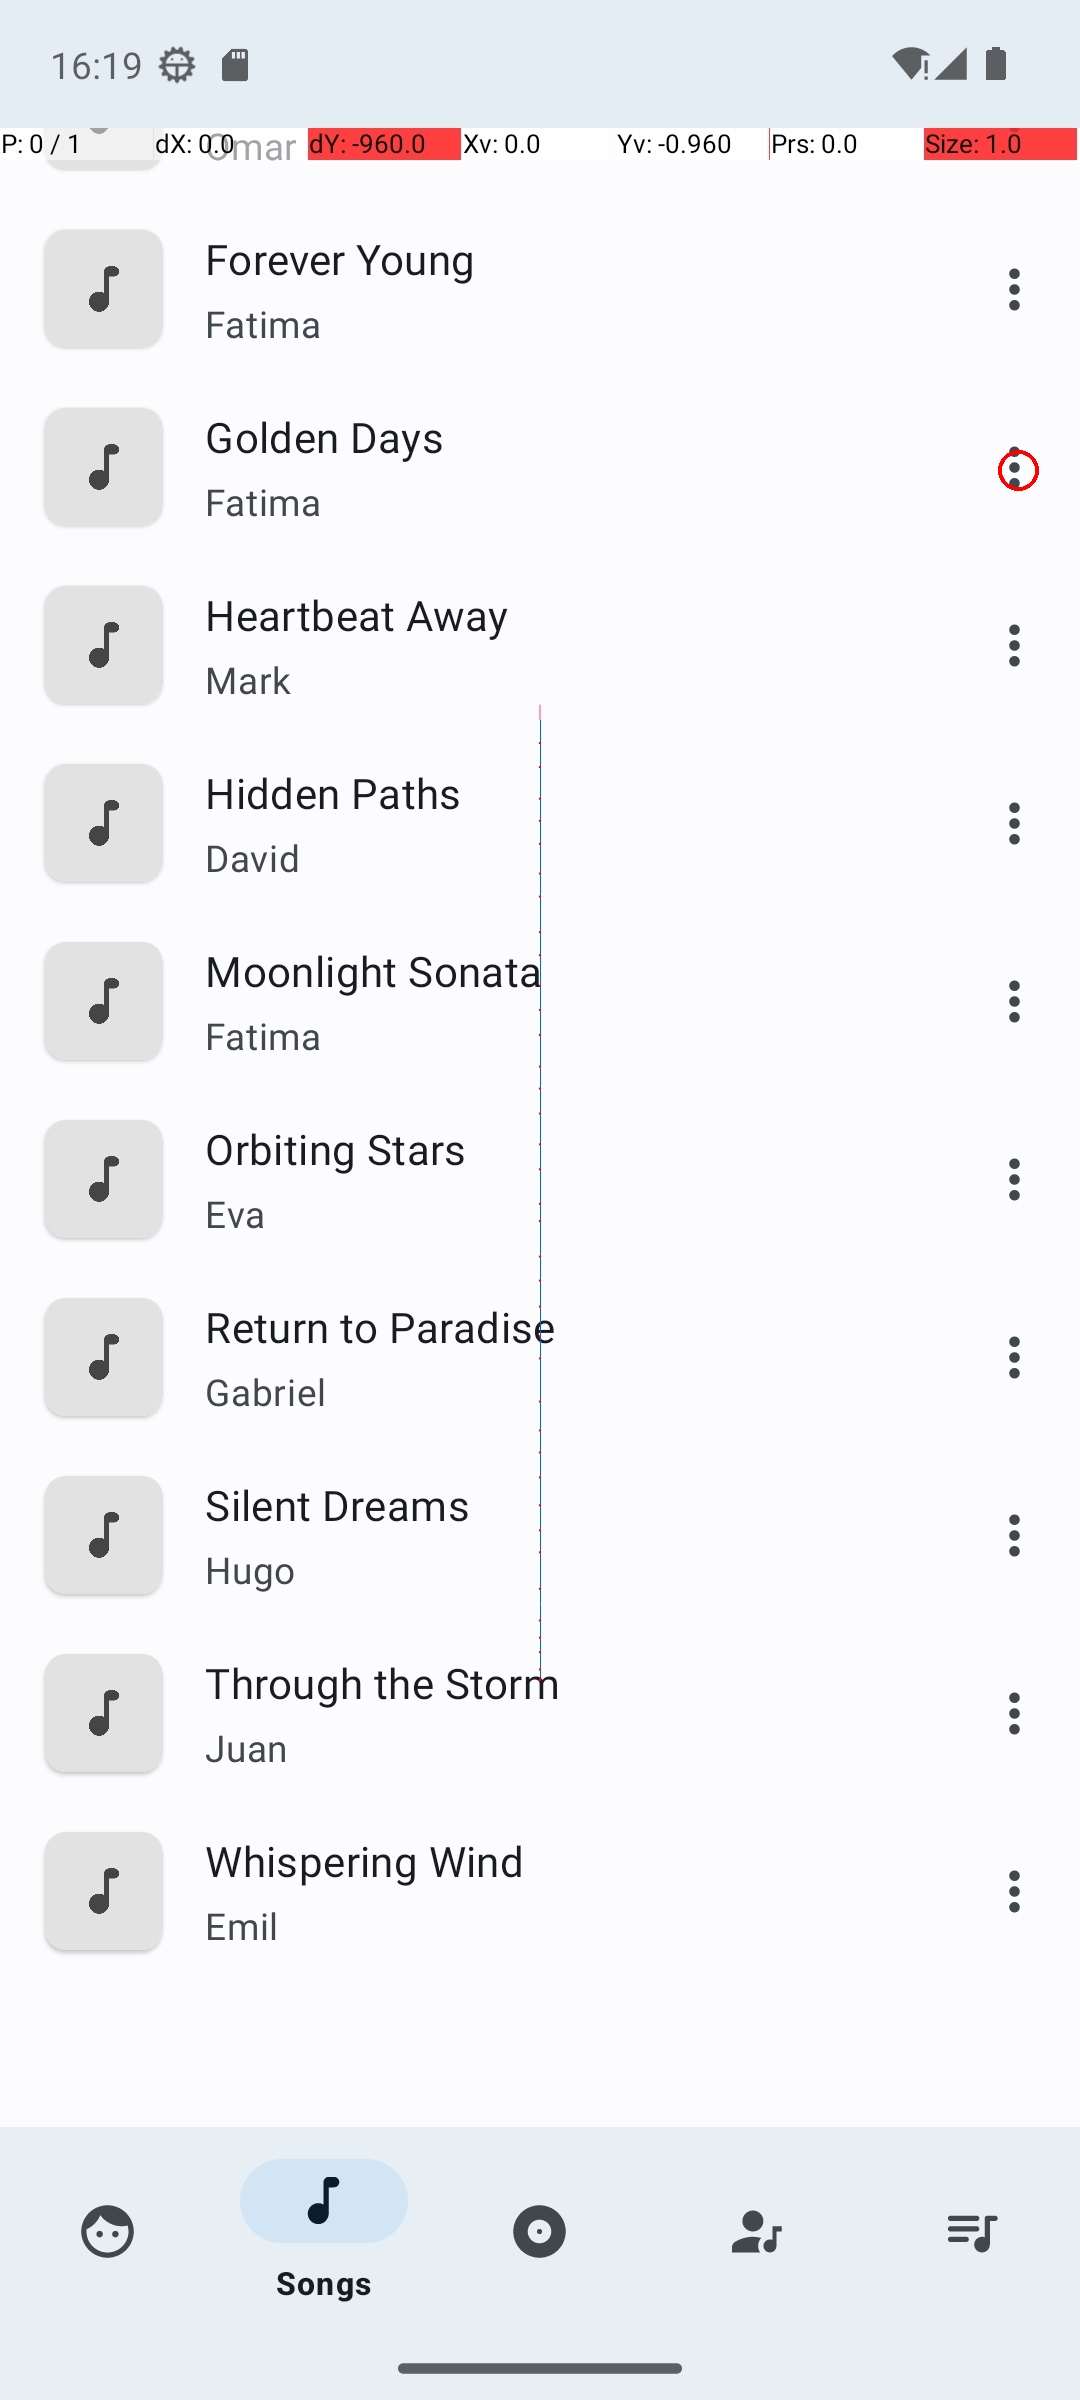 16:19
P: 0 / 1 dX: 0.0 dY: -960.0 Xv: 0.0 Yv: -0.960 Prs: 0.0 Size: 1.0
Omar
Forever Young
Fatima
Golden Days
Fatima
Heartbeat Away
Mark
Hidden Paths
David
Moonlight Sonata
Fatima
Orbiting Stars
Eva
Return to Paradise
Gabriel
Silent Dreams
Hugo
Through the Storm
Juan
Whispering Wind
Emil
Songs